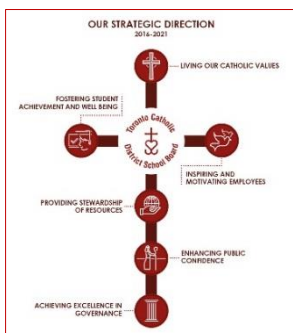 OUR STRATEGIC DIRECTION
2016-2021
LIVING OUR CATHOLIC VALUES
FOSTERING STUDENT
ACHIEVEMENT AND WELL BEING
Toronto Catholic
District School Board
INSPIRING AND
MOTIVATING EMPLOYEES
PROVIDING STEWARDSHIP
OF RESOURCES
ENHANCING PUBLIC
CONFIDENCE
ACHIEVING EXCELLENCE IN
GOVERNANCE